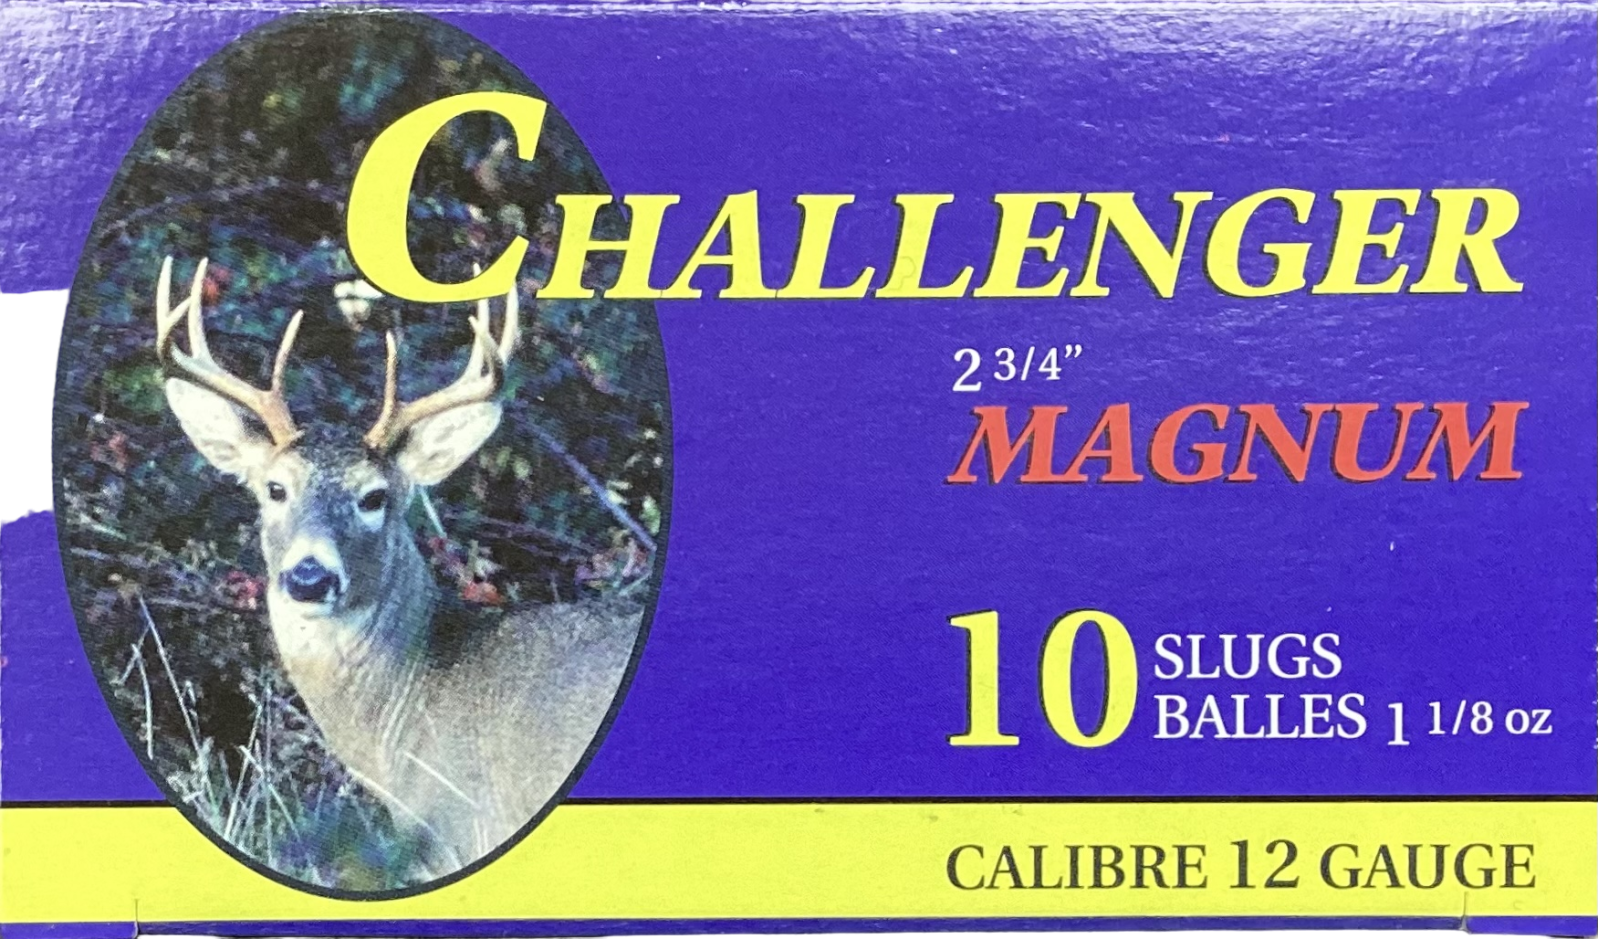 CHALLENGER
2 3/4”
MAGNUM
10 SLUGS
BALLES 1 1/8 oz
CALIBRE 12 GAUGE